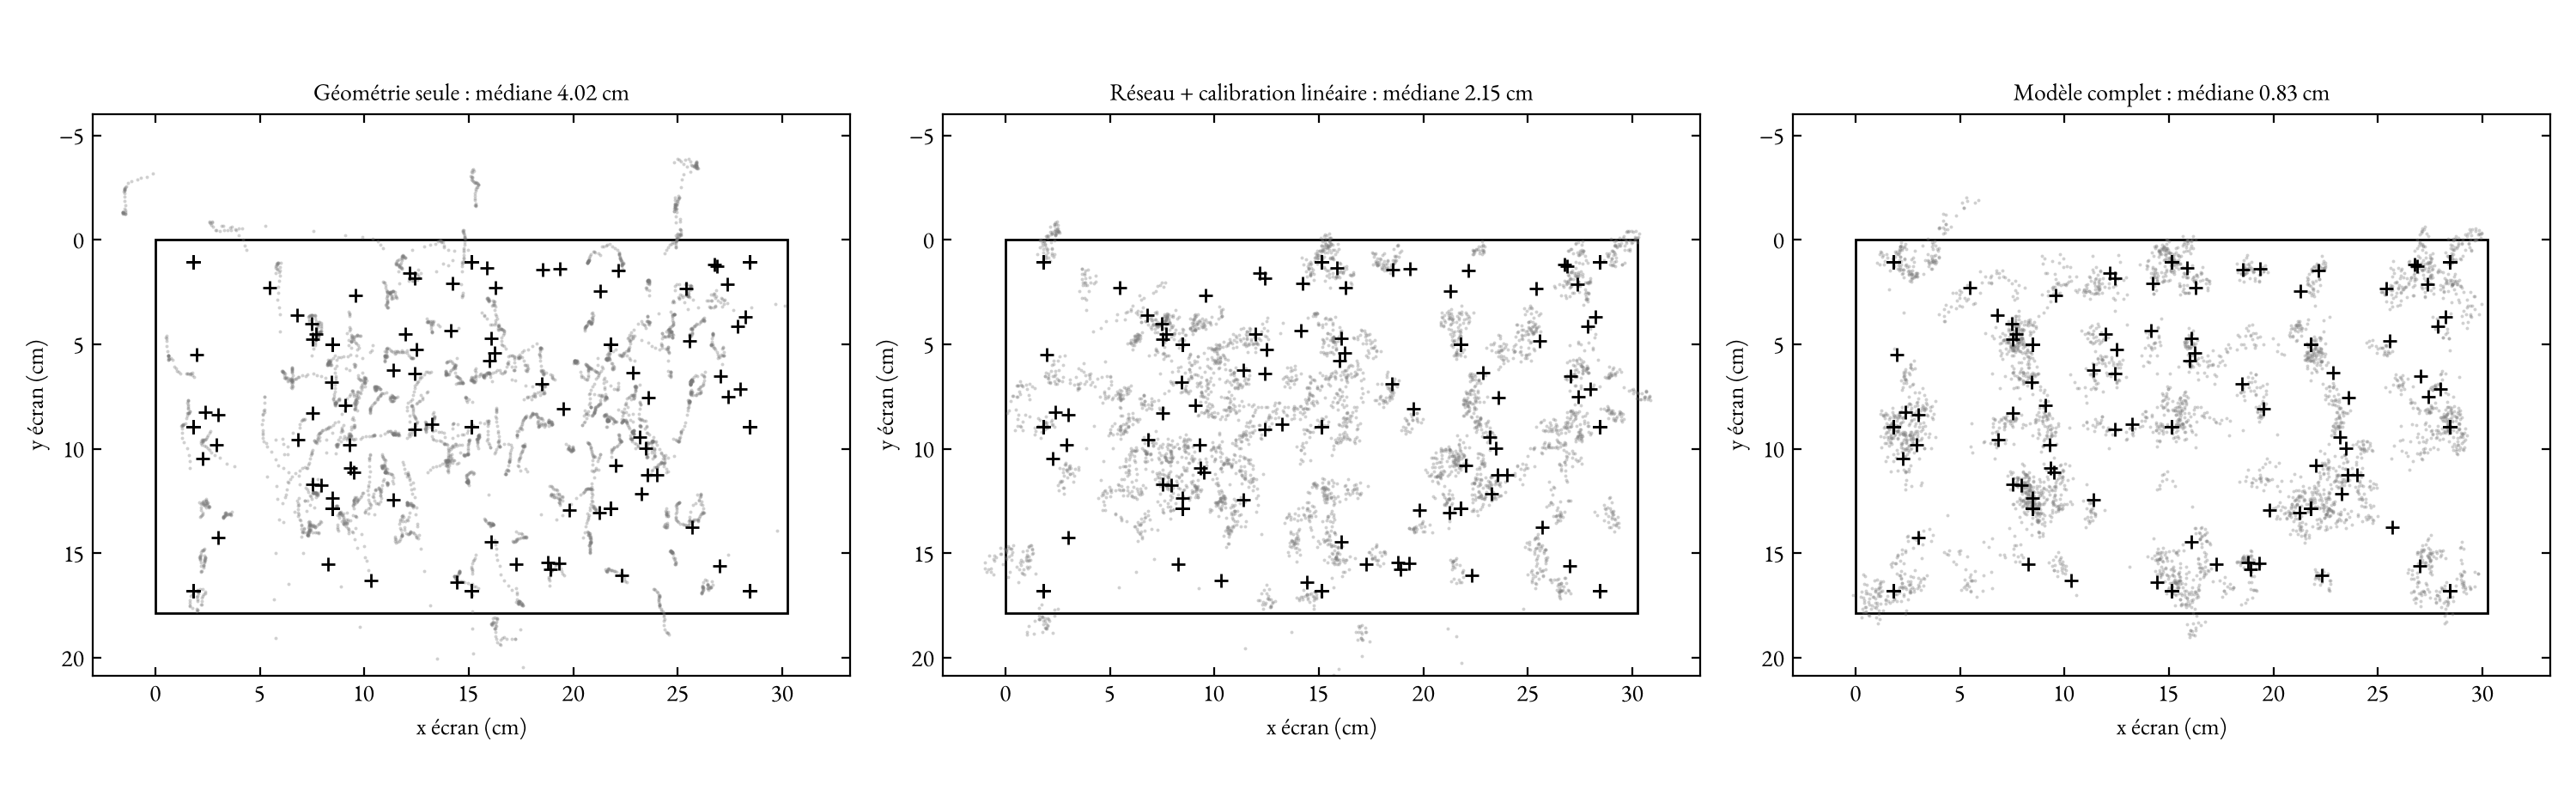 Géométrie seule : médiane 4.02 cm
−5
0
5
10
15
20
y écran (cm)
0 5 10 15 20 25 30
x écran (cm)
Réseau + calibration linéaire : médiane 2.15 cm
−5
0
5
10
15
20
y écran (cm)
0 5 10 15 20 25 30
x écran (cm)
Modèle complet : médiane 0.83 cm
−5
0
5
10
15
20
y écran (cm)
0 5 10 15 20 25 30
x écran (cm)